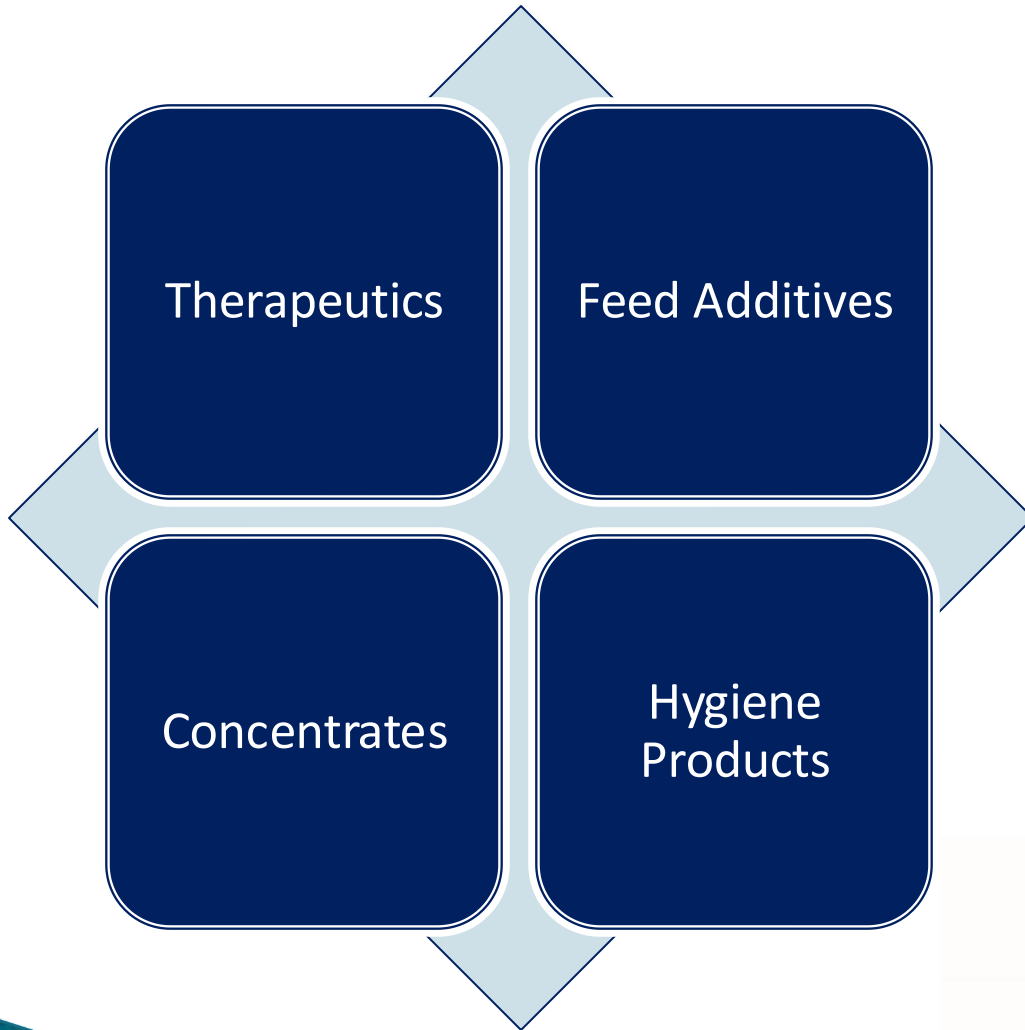 Therapeutics
Feed Additives
Concentrates
Hygiene
Products